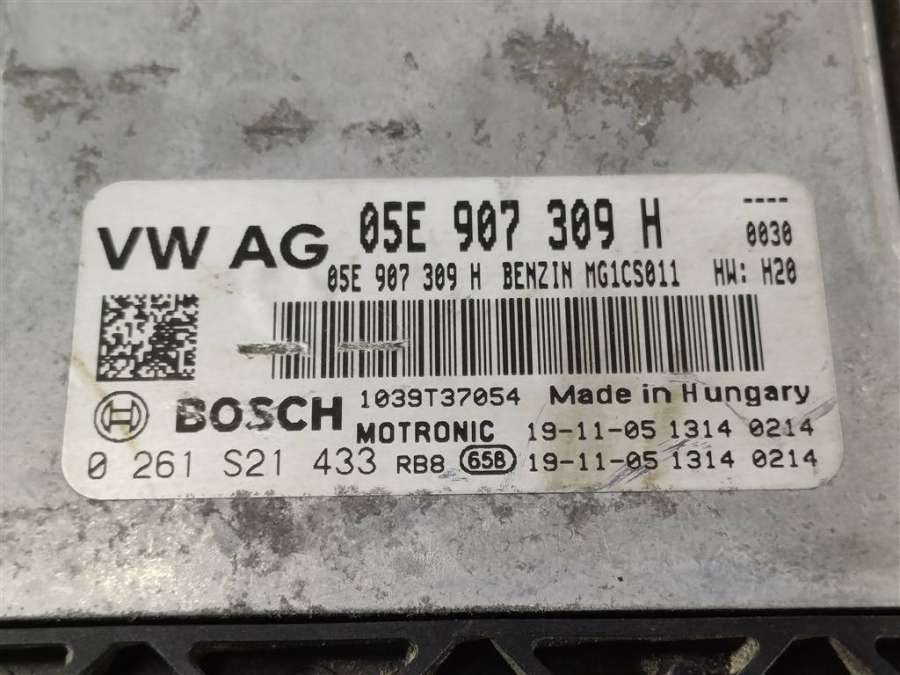 VW AG 05E 907 309 H ----
0030
05E 907 309 H BENZIN MG1CS011 HW: H20
BOSCH 1039T37054 Made in Hungary
MOTRONIC 19-11-05 1314 0214
0 261 S21 433 RB8 658 19-11-05 1314 0214